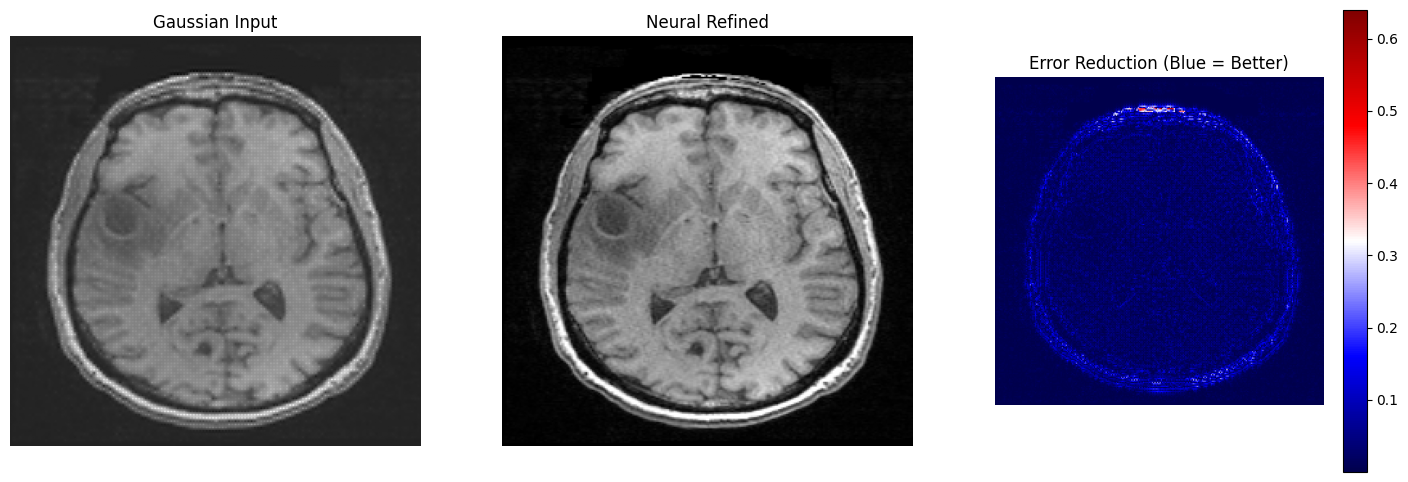 Gaussian Input
Neural Refined
Error Reduction (Blue = Better)
0.6
0.5
0.4
0.3
0.2
0.1